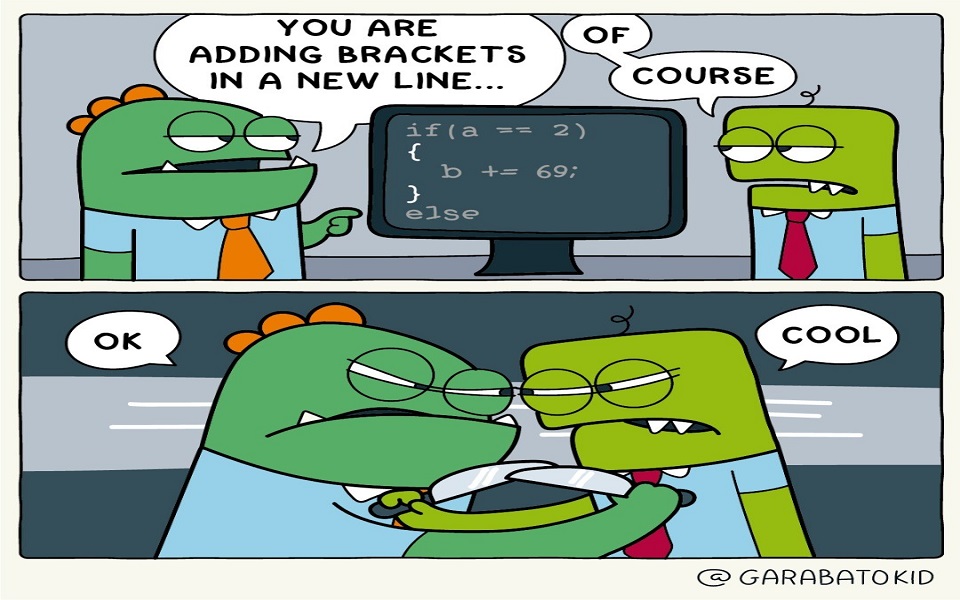 YOU ARE
ADDING BRACKETS
IN A NEW LINE...
OF
COURSE
if(a == 2)
{
b += 69;
}
else
OK
COOL
@GARABATOKID